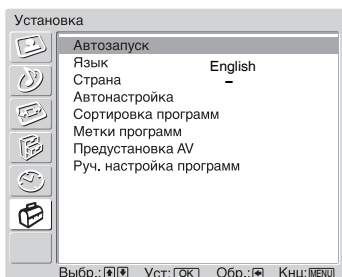 Установка
Автозапуск
Язык English
Страна –
Автонастройка
Сортировка программ
Метки программ
Предустановка AV
Руч. настройка программ
Выбр.: Уст: OK Обр.: Кнц: MENU